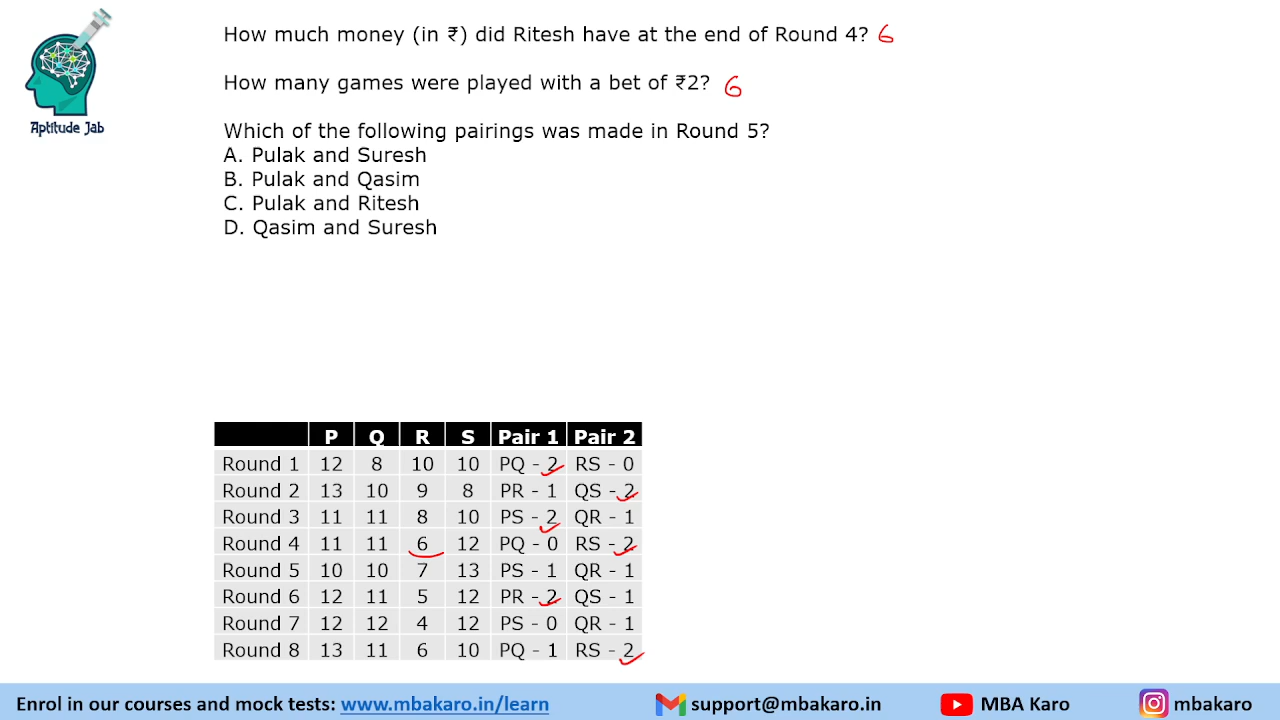 How much money (in ₹) did Ritesh have at the end of Round 4? 6
How many games were played with a bet of ₹2? 6
Which of the following pairings was made in Round 5?
A. Pulak and Suresh
B. Pulak and Qasim
C. Pulak and Ritesh
D. Qasim and Suresh
Aptitude Jab
P Q R S Pair 1 Pair 2
Round 1 12 8 10 10 PQ - 2 RS - 0
Round 2 13 10 9 8 PR - 1 QS - 2
Round 3 11 11 8 10 PS - 2 QR - 1
Round 4 11 11 6 12 PQ - 0 RS - 2
Round 5 10 10 7 13 PS - 1 QR - 1
Round 6 12 11 5 12 PR - 2 QS - 1
Round 7 12 12 4 12 PS - 0 QR - 1
Round 8 13 11 6 10 PQ - 1 RS - 2
Enrol in our courses and mock tests: www.mbakaro.in/learn support@mbakaro.in MBA Karo mbakaro